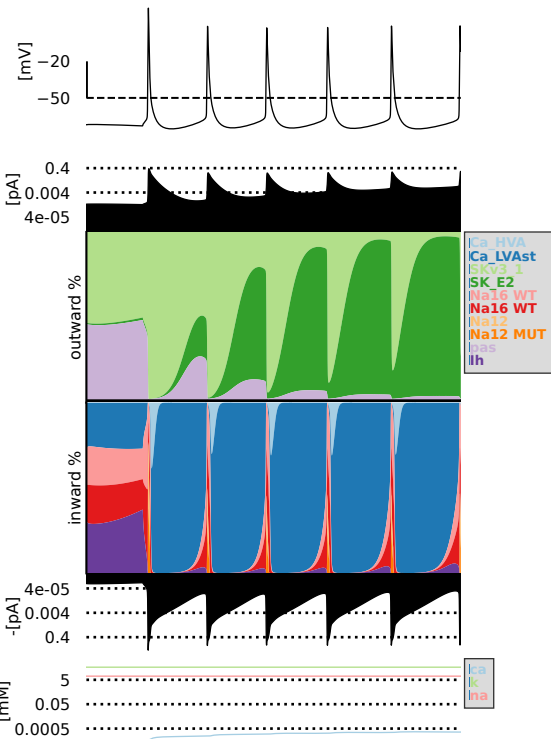 [mV]
−20
−50
[pA]
0.4
0.004
4e-05
outward %
Ca_HVA
Ca_LVAst
SKv3_1
SK_E2
Na16 WT
Na16 WT
Na12
Na12 MUT
pas
Ih
inward %
-[pA]
4e-05
0.004
0.4
[mM]
5
0.05
0.0005
ca
k
na